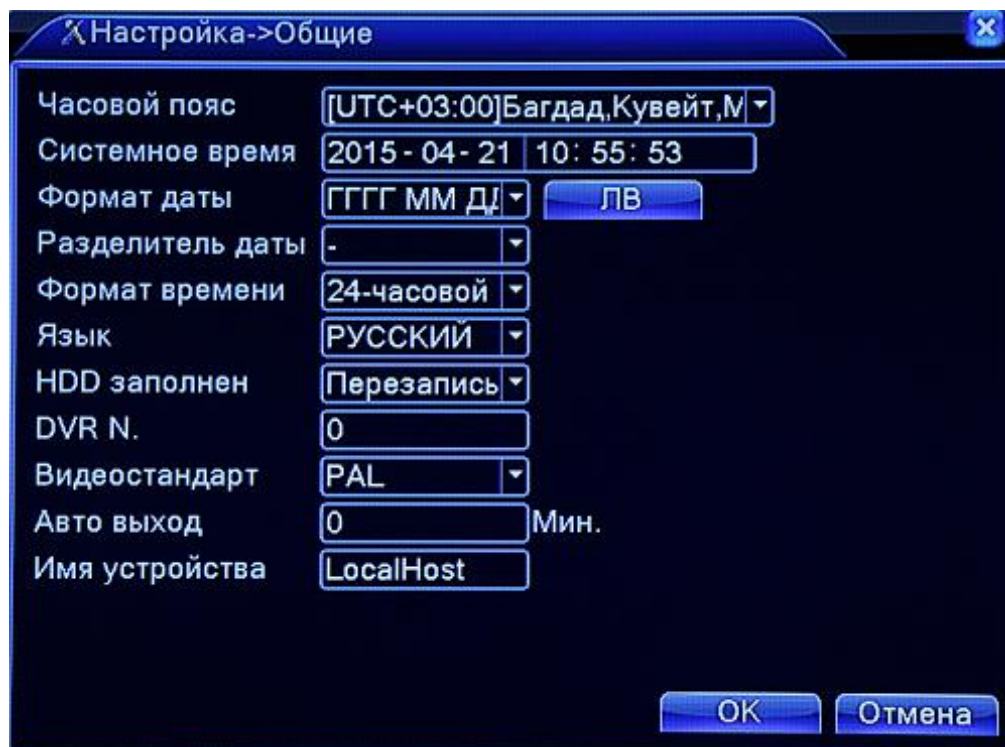 Настройка->Общие
Часовой пояс [UTC+03:00]Багдад,Кувейт,М
Системное время 2015-04-21 10:55:53
Формат даты ГГГГ ММ ДД ЛВ
Разделитель даты -
Формат времени 24-часовой
Язык РУССКИЙ
HDD заполнен Перезапись
DVR N. 0
Видеостандарт PAL
Авто выход 0 Мин.
Имя устройства LocalHost
OK Отмена